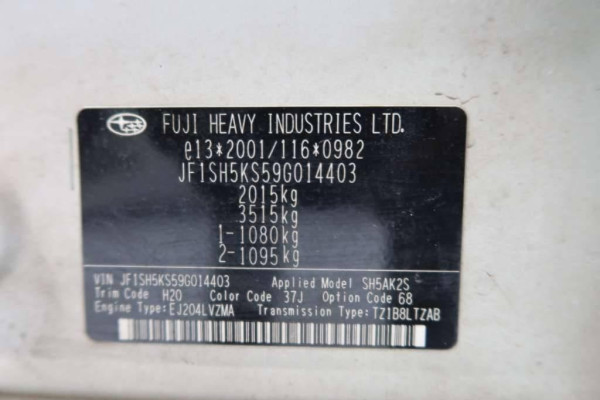 FUJI HEAVY INDUSTRIES LTD.
e13*2001/116*0982
JF1SH5KS59G014403
2015kg
3515kg
1-1080kg
2-1095kg
VIN JF1SH5KS59G014403 Applied Model SH5AK2S
Trim Code H20 Color Code 37J Option Code 68
Engine Type:EJ204LVZMA Transmission Type:TZ1B8LTZAB